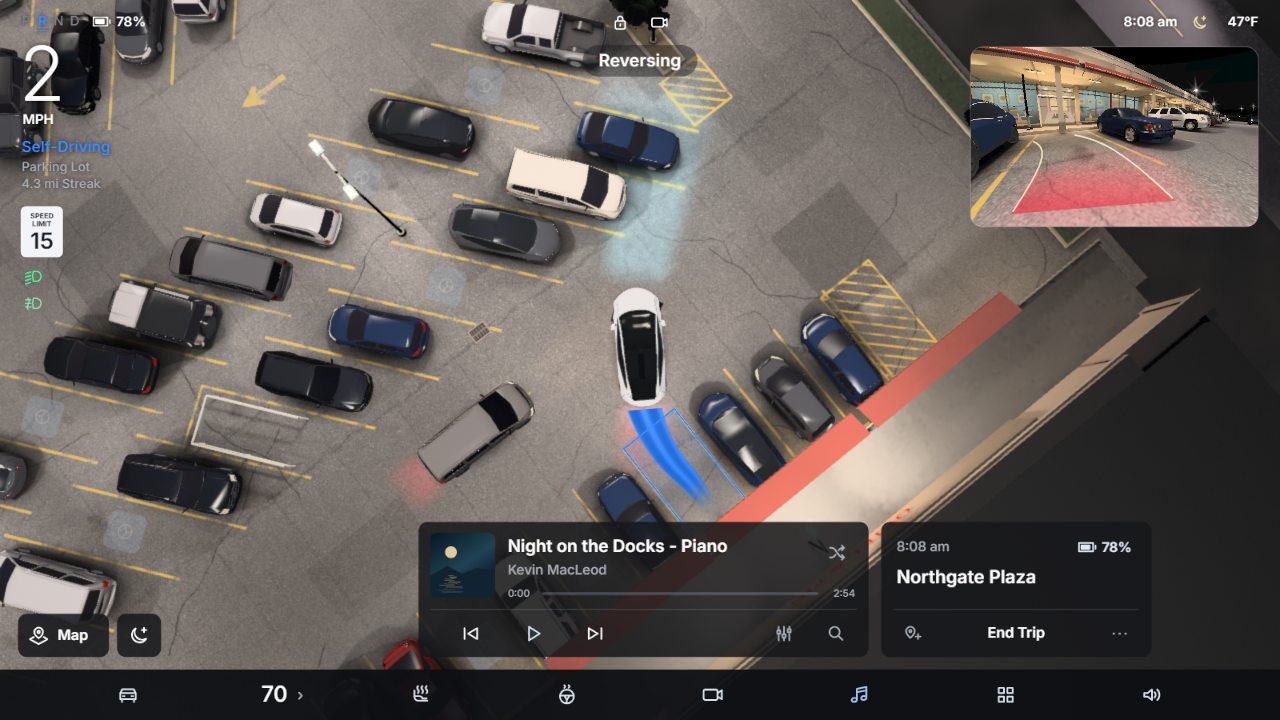 P R N D
78%
8:08 am
47°F
Reversing
2
MPH
Self-Driving
Parking Lot
4.3 mi Streak
SPEED
LIMIT
15
Night on the Docks - Piano
Kevin MacLeod
0:00
2:54
8:08 am
78%
Northgate Plaza
End Trip
Map
70